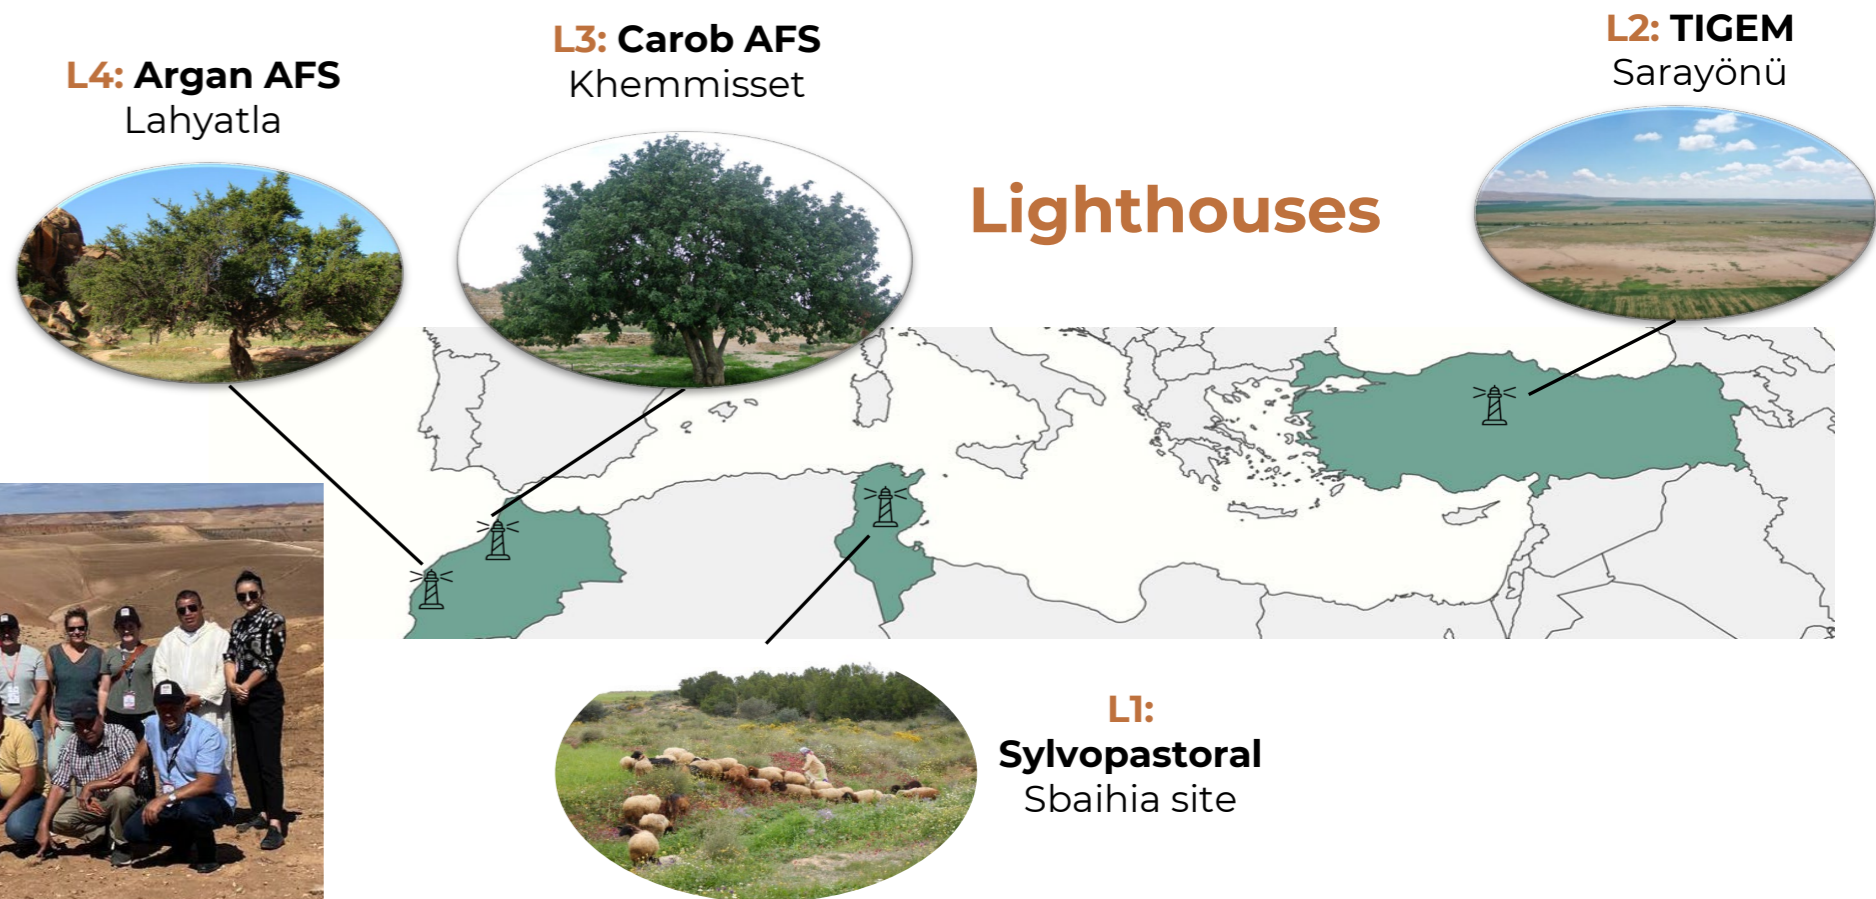 L4: Argan AFS
Lahyatla
L3: Carob AFS
Khemmisset
Lighthouses
L2: TIGEM
Sarayönü
L1:
Sylvopastoral
Sbaihia site